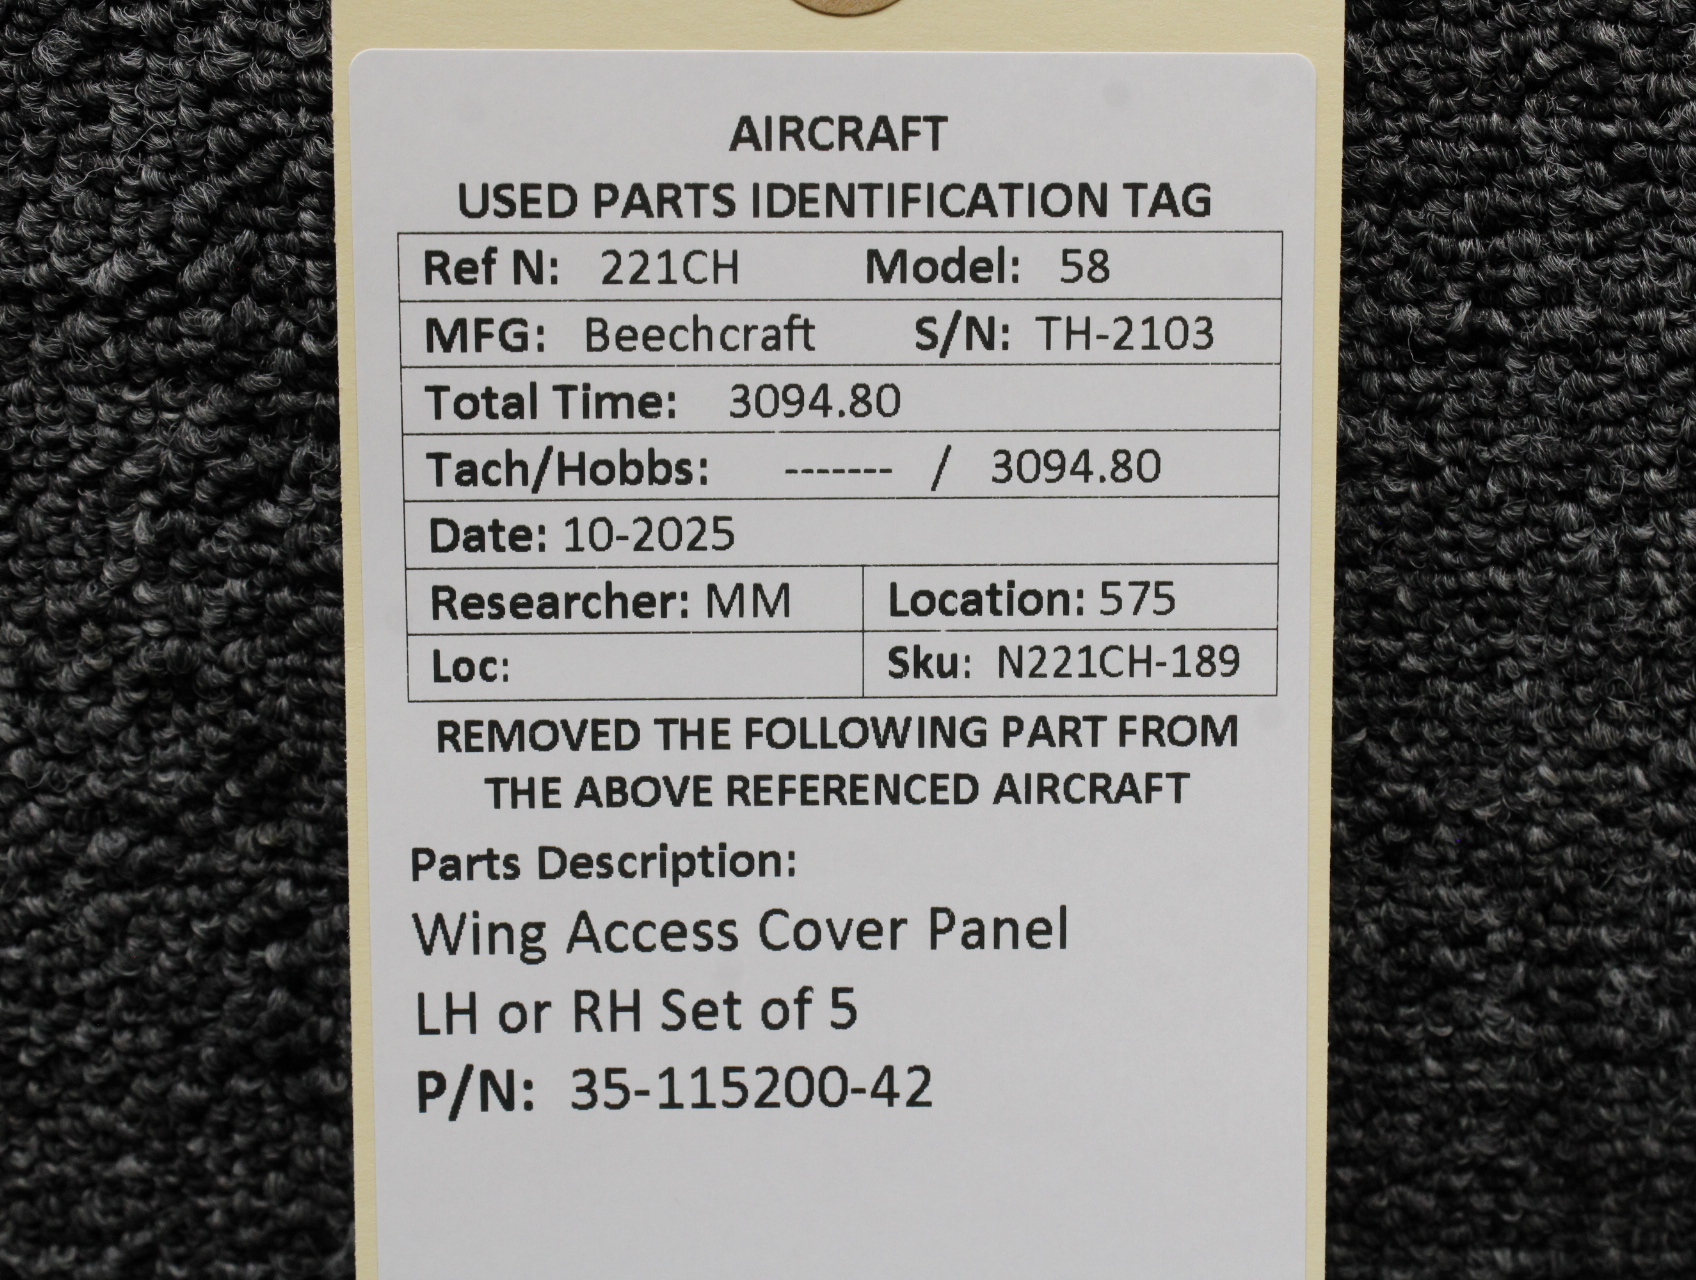 AIRCRAFT
USED PARTS IDENTIFICATION TAG
Ref N: 221CH Model: 58
MFG: Beechcraft S/N: TH-2103
Total Time: 3094.80
Tach/Hobbs: ------- / 3094.80
Date: 10-2025
Researcher: MM Location: 575
Loc: Sku: N221CH-189
REMOVED THE FOLLOWING PART FROM
THE ABOVE REFERENCED AIRCRAFT
Parts Description:
Wing Access Cover Panel
LH or RH Set of 5
P/N: 35-115200-42